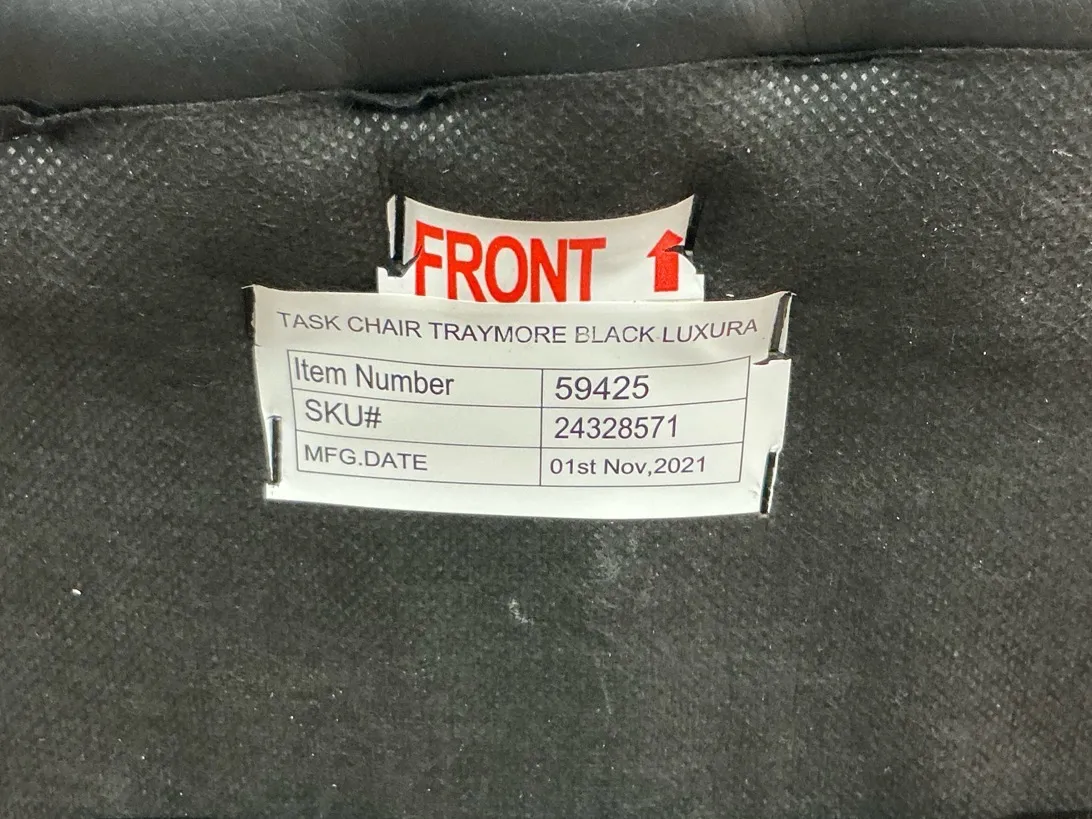 FRONT
TASK CHAIR TRAYMORE BLACK LUXURA
Item Number 59425
SKU# 24328571
MFG.DATE 01st Nov,2021